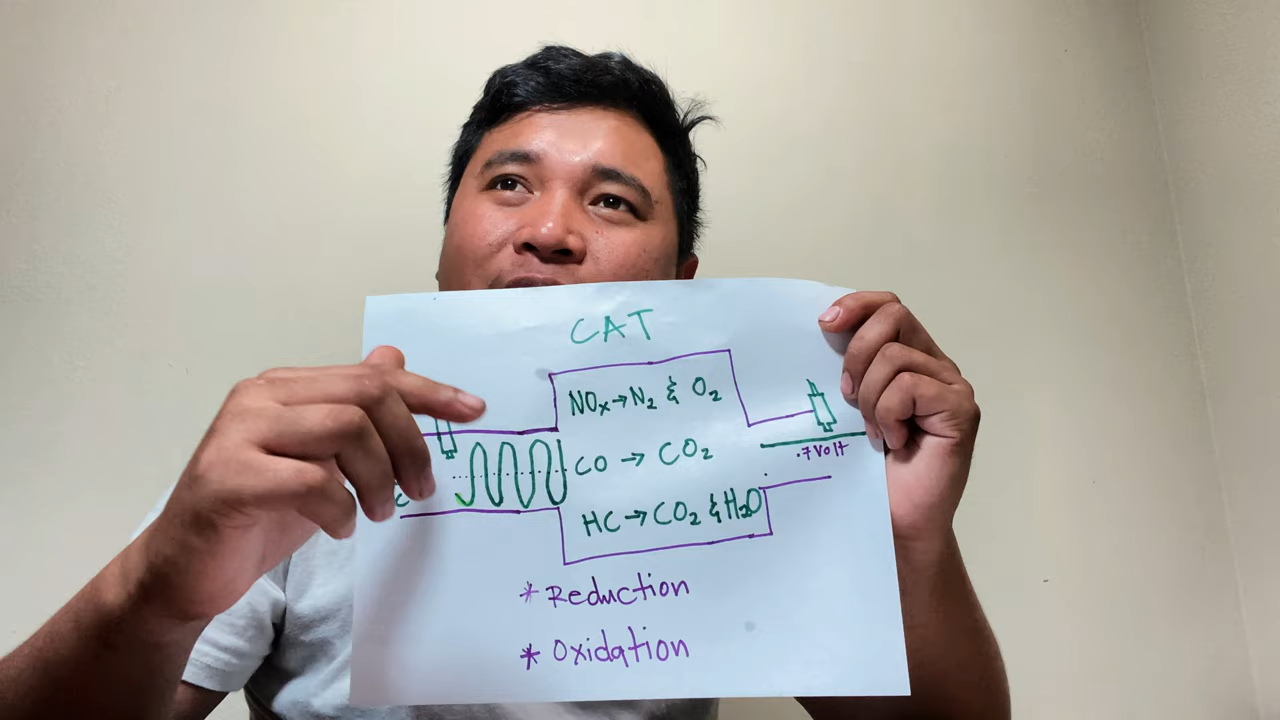 CAT
NOx→N₂ & O₂
CO → CO₂
.7Volt
HC→CO₂ & H₂O
* Reduction
* Oxidation